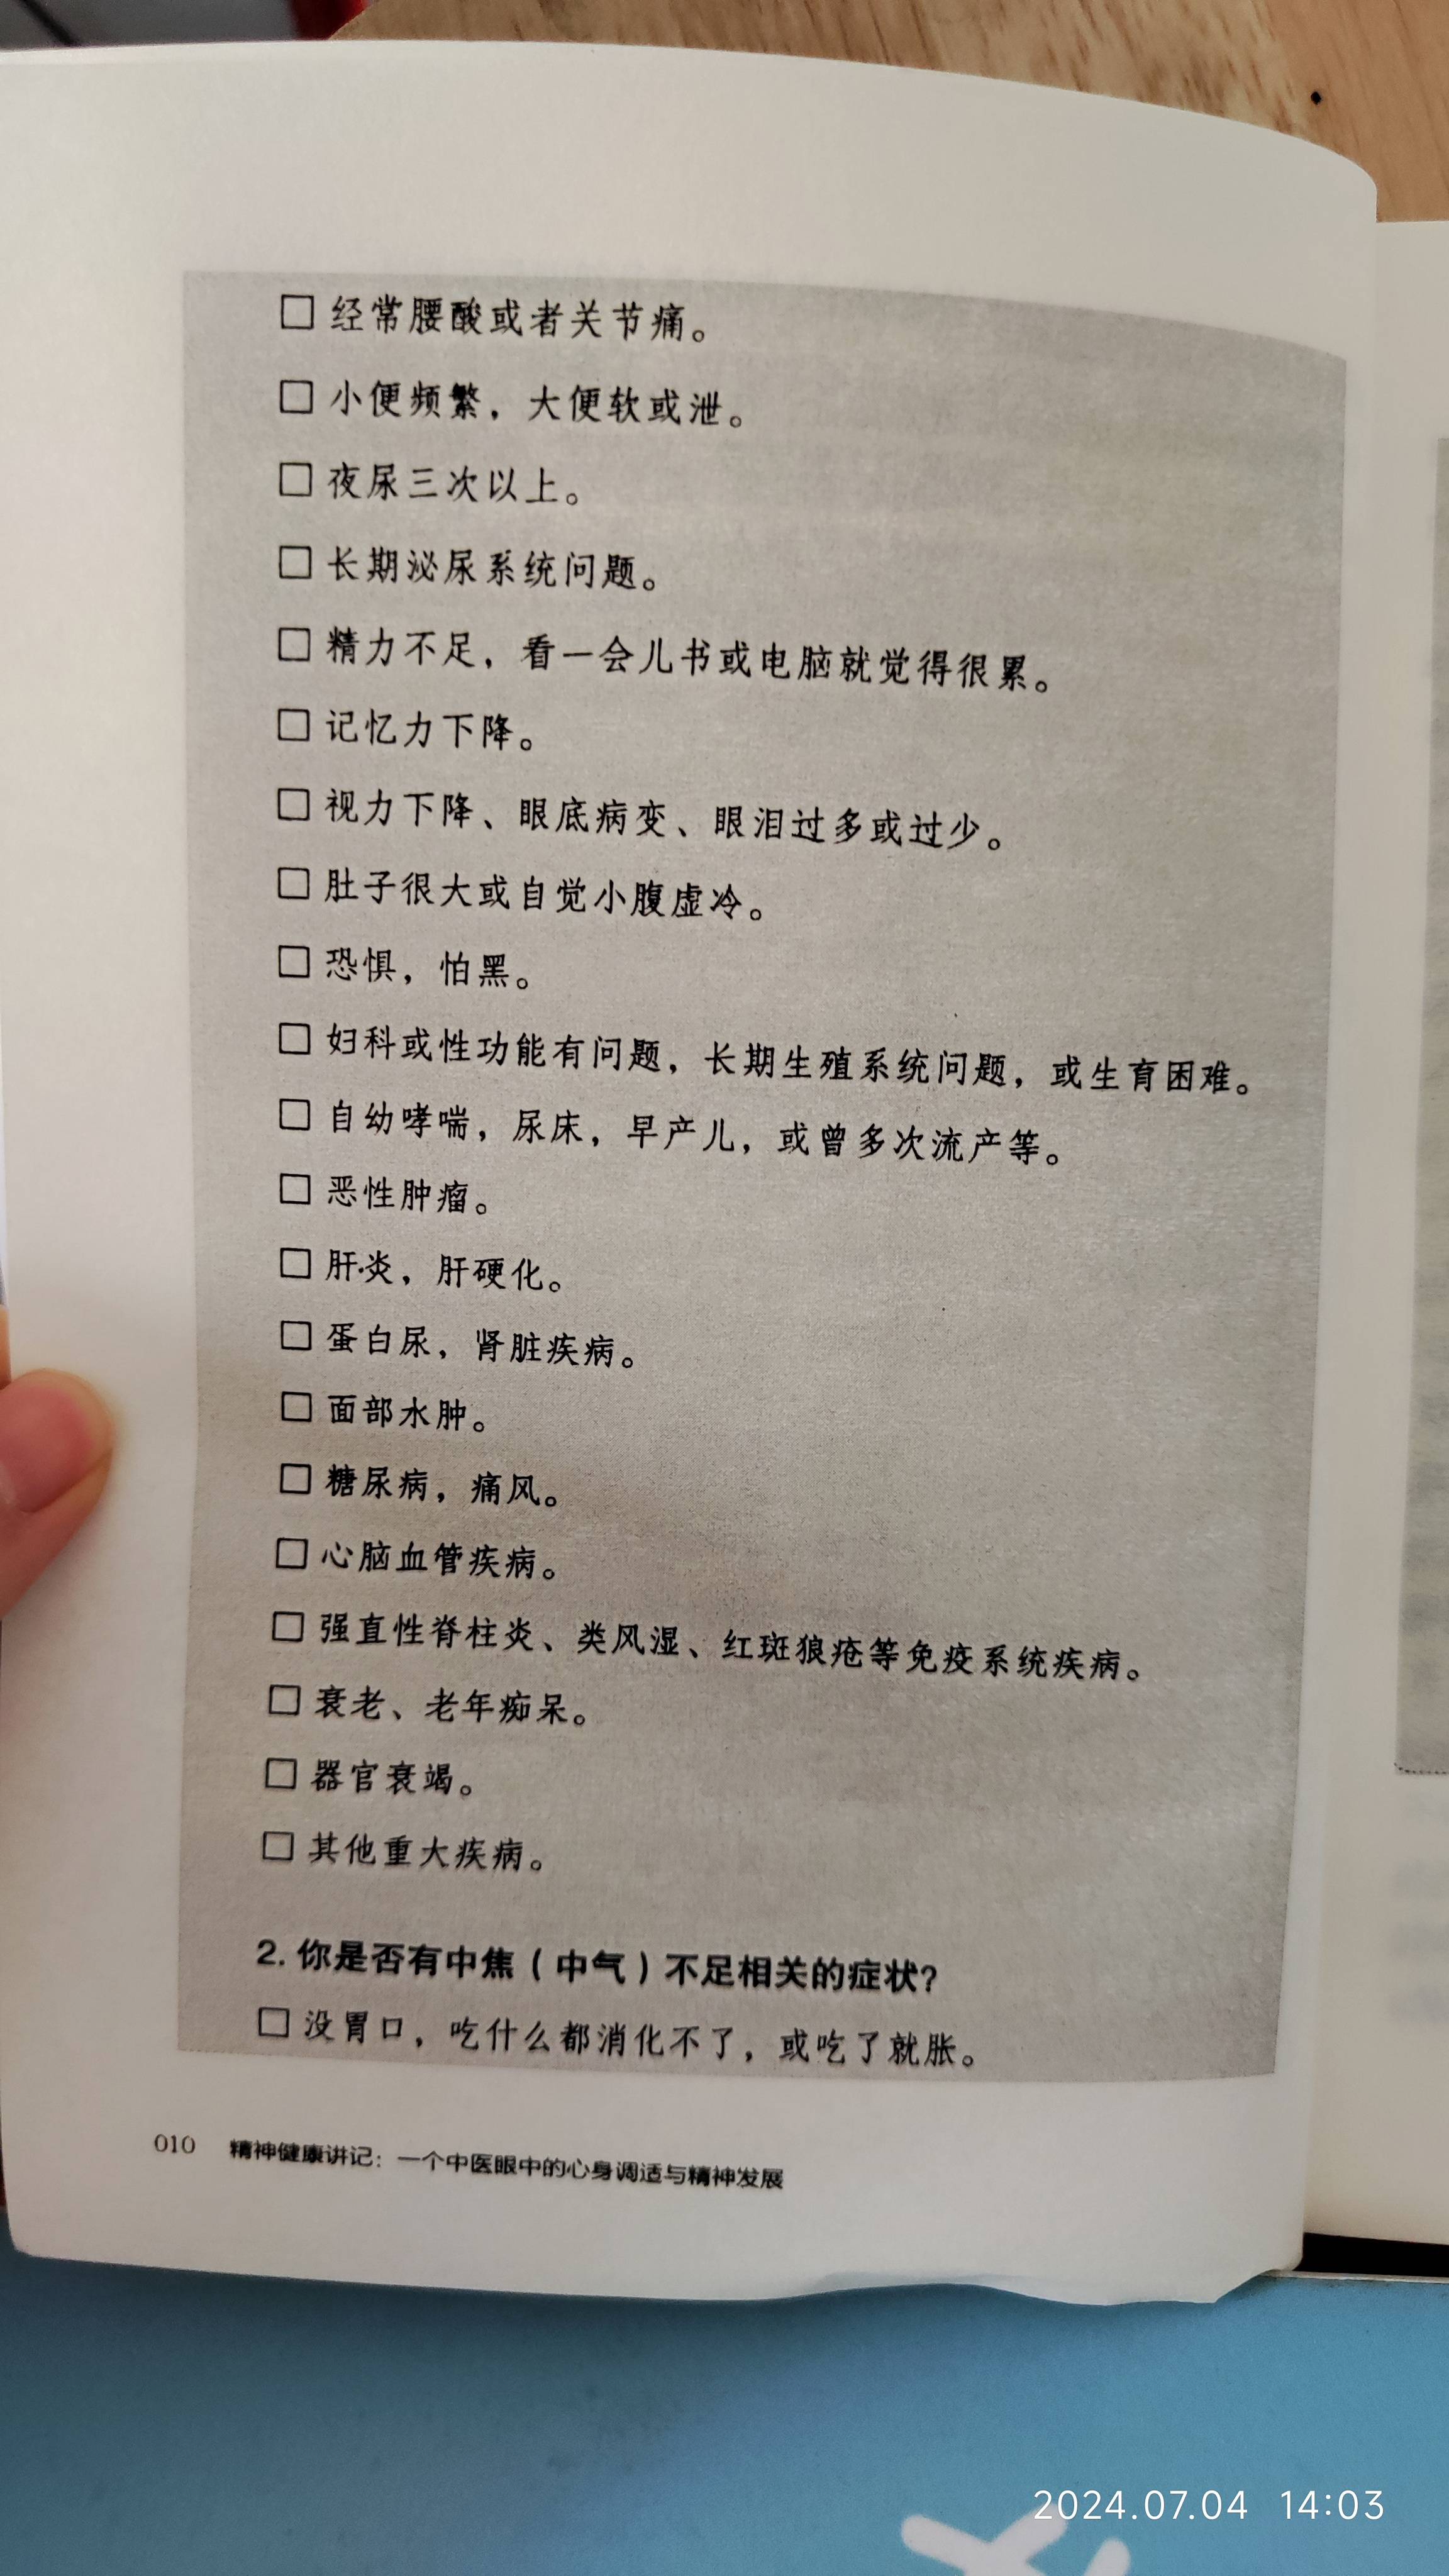 □ 经常腰酸或者关节痛。
□ 小便频繁，大便软或泄。
□ 夜尿三次以上。
□ 长期泌尿系统问题。
□ 精力不足，看一会儿书或电脑就觉得很累。
□ 记忆力下降。
□ 视力下降、眼底病变、眼泪过多或过少。
□ 肚子很大或自觉小腹虚冷。
□ 恐惧，怕黑。
□ 妇科或性功能有问题，长期生殖系统问题，或生育困难。
□ 自幼哮喘，尿床，早产儿，或曾多次流产等。
□ 恶性肿瘤。
□ 肝炎，肝硬化。
□ 蛋白尿，肾脏疾病。
□ 面部水肿。
□ 糖尿病，痛风。
□ 心脑血管疾病。
□ 强直性脊柱炎、类风湿、红斑狼疮等免疫系统疾病。
□ 衰老、老年痴呆。
□ 器官衰竭。
□ 其他重大疾病。
2. 你是否有中焦（中气）不足相关的症状？
□ 没胃口，吃什么都消化不了，或吃了就胀。
010 精神健康讲记：一个中医眼中的心身调适与精神发展
2024.07.04 14:03